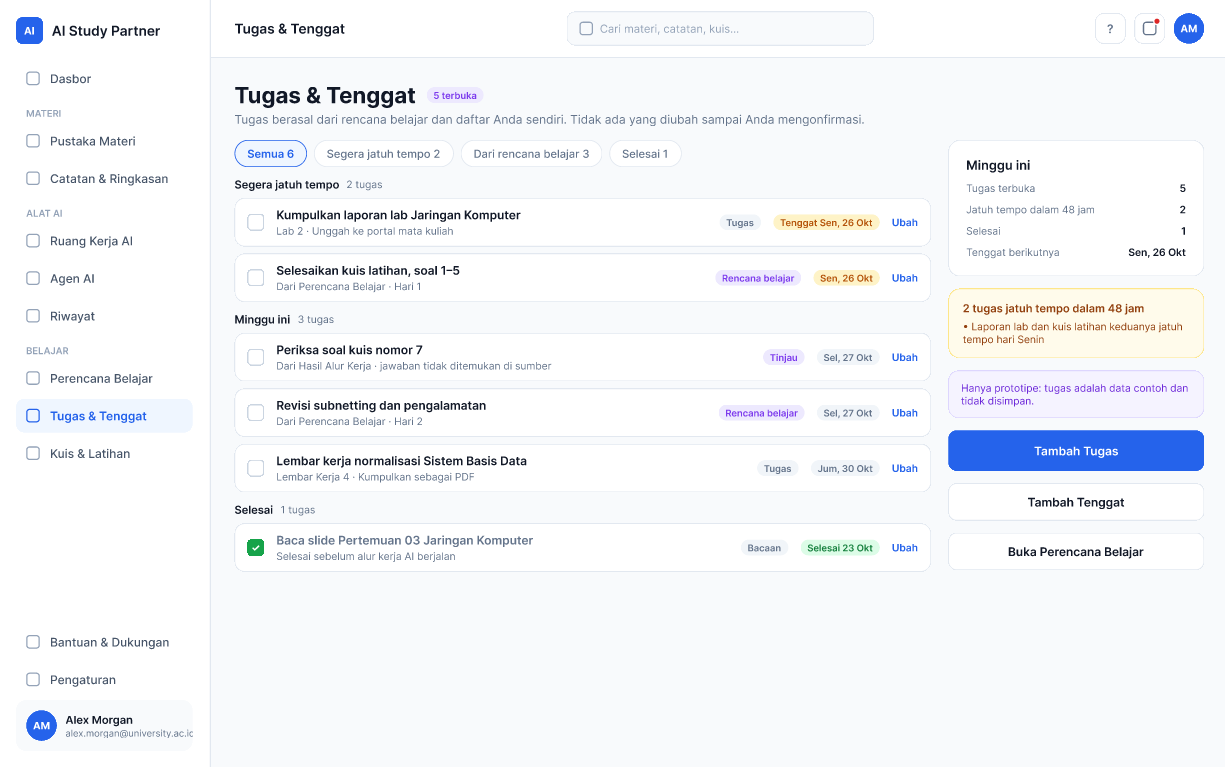 AI
AI Study Partner
Dasbor
MATERI
Pustaka Materi
Catatan & Ringkasan
ALAT AI
Ruang Kerja AI
Agen AI
Riwayat
BELAJAR
Perencana Belajar
Tugas & Tenggat
Kuis & Latihan
Bantuan & Dukungan
Pengaturan
AM
Alex Morgan
alex.morgan@university.ac.id
Tugas & Tenggat
Cari materi, catatan, kuis...
?
AM
Tugas & Tenggat
5 terbuka
Tugas berasal dari rencana belajar dan daftar Anda sendiri. Tidak ada yang diubah sampai Anda mengonfirmasi.
Semua 6
Segera jatuh tempo 2
Dari rencana belajar 3
Selesai 1
Segera jatuh tempo 2 tugas
Kumpulkan laporan lab Jaringan Komputer
Lab 2 · Unggah ke portal mata kuliah
Tugas
Tenggat Sen, 26 Okt
Ubah
Selesaikan kuis latihan, soal 1–5
Dari Perencana Belajar · Hari 1
Rencana belajar
Sen, 26 Okt
Ubah
Minggu ini 3 tugas
Periksa soal kuis nomor 7
Dari Hasil Alur Kerja · jawaban tidak ditemukan di sumber
Tinjau
Sel, 27 Okt
Ubah
Revisi subnetting dan pengalamatan
Dari Perencana Belajar · Hari 2
Rencana belajar
Sel, 27 Okt
Ubah
Lembar kerja normalisasi Sistem Basis Data
Lembar Kerja 4 · Kumpulkan sebagai PDF
Tugas
Jum, 30 Okt
Ubah
Selesai 1 tugas
Baca slide Pertemuan 03 Jaringan Komputer
Selesai sebelum alur kerja AI berjalan
Bacaan
Selesai 23 Okt
Ubah
Minggu ini
Tugas terbuka 5
Jatuh tempo dalam 48 jam 2
Selesai 1
Tenggat berikutnya Sen, 26 Okt
2 tugas jatuh tempo dalam 48 jam
• Laporan lab dan kuis latihan keduanya jatuh
tempo hari Senin
Hanya prototipe: tugas adalah data contoh dan
tidak disimpan.
Tambah Tugas
Tambah Tenggat
Buka Perencana Belajar